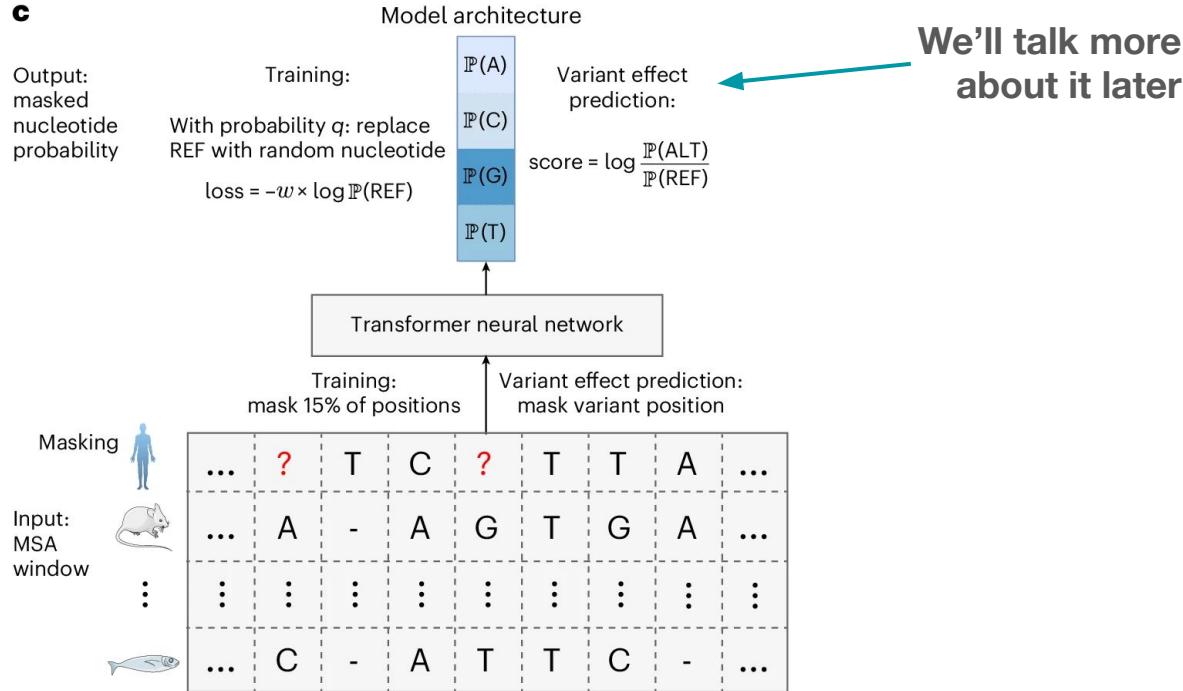 c
Model architecture
We'll talk more
about it later
Output:
masked
nucleotide
probability
Training:
With probability q: replace
REF with random nucleotide
loss = −w × log ℙ(REF)
ℙ(A)
ℙ(C)
ℙ(G)
ℙ(T)
Variant effect
prediction:
score = log ℙ(ALT)
ℙ(REF)
Transformer neural network
Training:
mask 15% of positions
Variant effect prediction:
mask variant position
Masking
... ? T C ? T T A ...
Input:
MSA
window
... A - A G T G A ...
⋮ ⋮ ⋮ ⋮ ⋮ ⋮ ⋮ ⋮ ⋮ ⋮
... C - A T T C - ...